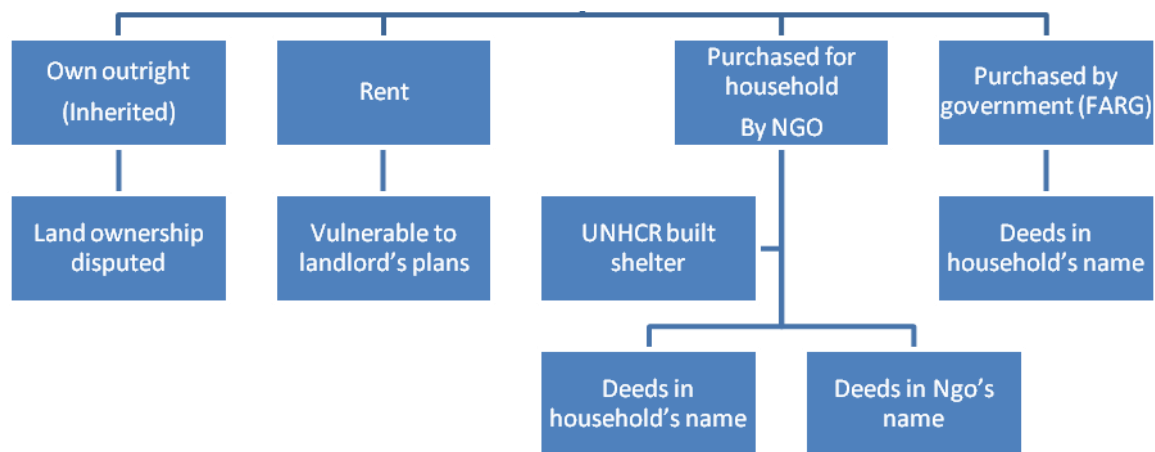 Own outright
(Inherited)
Rent
Purchased for
household
By NGO
Purchased by
government (FARG)
Land ownership
disputed
Vulnerable to
landlord's plans
UNHCR built
shelter
Deeds in
household's name
Deeds in
household's name
Deeds in Ngo's
name